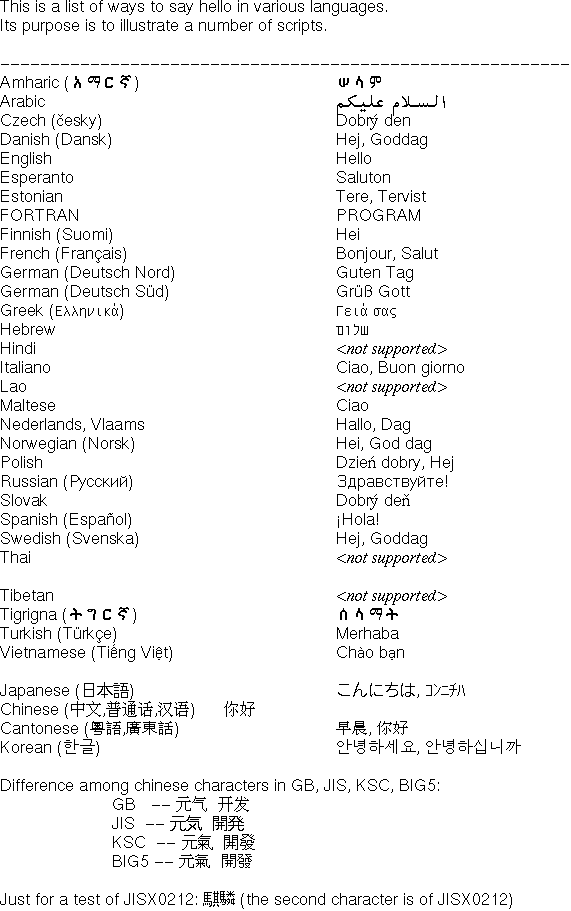 This is a list of ways to say hello in various languages.
Its purpose is to illustrate a number of scripts.
---------------------------------------------------------
Amharic (አማርኛ) ሠላም
Arabic السلام عليكم
Czech (česky) Dobrý den
Danish (Dansk) Hej, Goddag
English Hello
Esperanto Saluton
Estonian Tere, Tervist
FORTRAN PROGRAM
Finnish (Suomi) Hei
French (Français) Bonjour, Salut
German (Deutsch Nord) Guten Tag
German (Deutsch Süd) Grüß Gott
Greek (Ελληνικά) Γειά σας
Hebrew שלום
Hindi <not supported>
Italiano Ciao, Buon giorno
Lao <not supported>
Maltese Ciao
Nederlands, Vlaams Hallo, Dag
Norwegian (Norsk) Hei, God dag
Polish Dzień dobry, Hej
Russian (Русский) Здравствуйте!
Slovak Dobrý deň
Spanish (Español) ¡Hola!
Swedish (Svenska) Hej, Goddag
Thai <not supported>
Tibetan <not supported>
Tigrigna (ትግርኛ) ሰላማት
Turkish (Türkçe) Merhaba
Vietnamese (Tiếng Việt) Chào bạn
Japanese (日本語) こんにちは, ｺﾝﾆﾁﾊ
Chinese (中文,普通话,汉语) 你好
Cantonese (粵語,廣東話) 早晨, 你好
Korean (한글) 안녕하세요, 안녕하십니까
Difference among chinese characters in GB, JIS, KSC, BIG5:
GB -- 元气 开发
JIS -- 元気 開発
KSC -- 元氣 開發
BIG5 -- 元氣 開發
Just for a test of JISX0212: 騏驎 (the second character is of JISX0212)